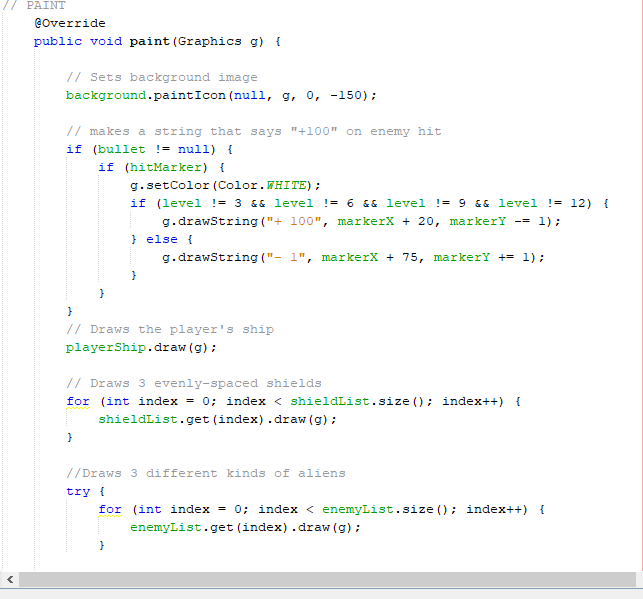 // PAINT
@Override
public void paint(Graphics g) {
// Sets background image
background.paintIcon(null, g, 0, -150);
// makes a string that says "+100" on enemy hit
if (bullet != null) {
if (hitMarker) {
g.setColor(Color.WHITE);
if (level != 3 && level != 6 && level != 9 && level != 12) {
g.drawString("+ 100", markerX + 20, markerY -= 1);
} else {
g.drawString("- 1", markerX + 75, markerY += 1);
}
}
}
// Draws the player's ship
playerShip.draw(g);
// Draws 3 evenly-spaced shields
for (int index = 0; index < shieldList.size(); index++) {
shieldList.get(index).draw(g);
}
//Draws 3 different kinds of aliens
try {
for (int index = 0; index < enemyList.size(); index++) {
enemyList.get(index).draw(g);
}